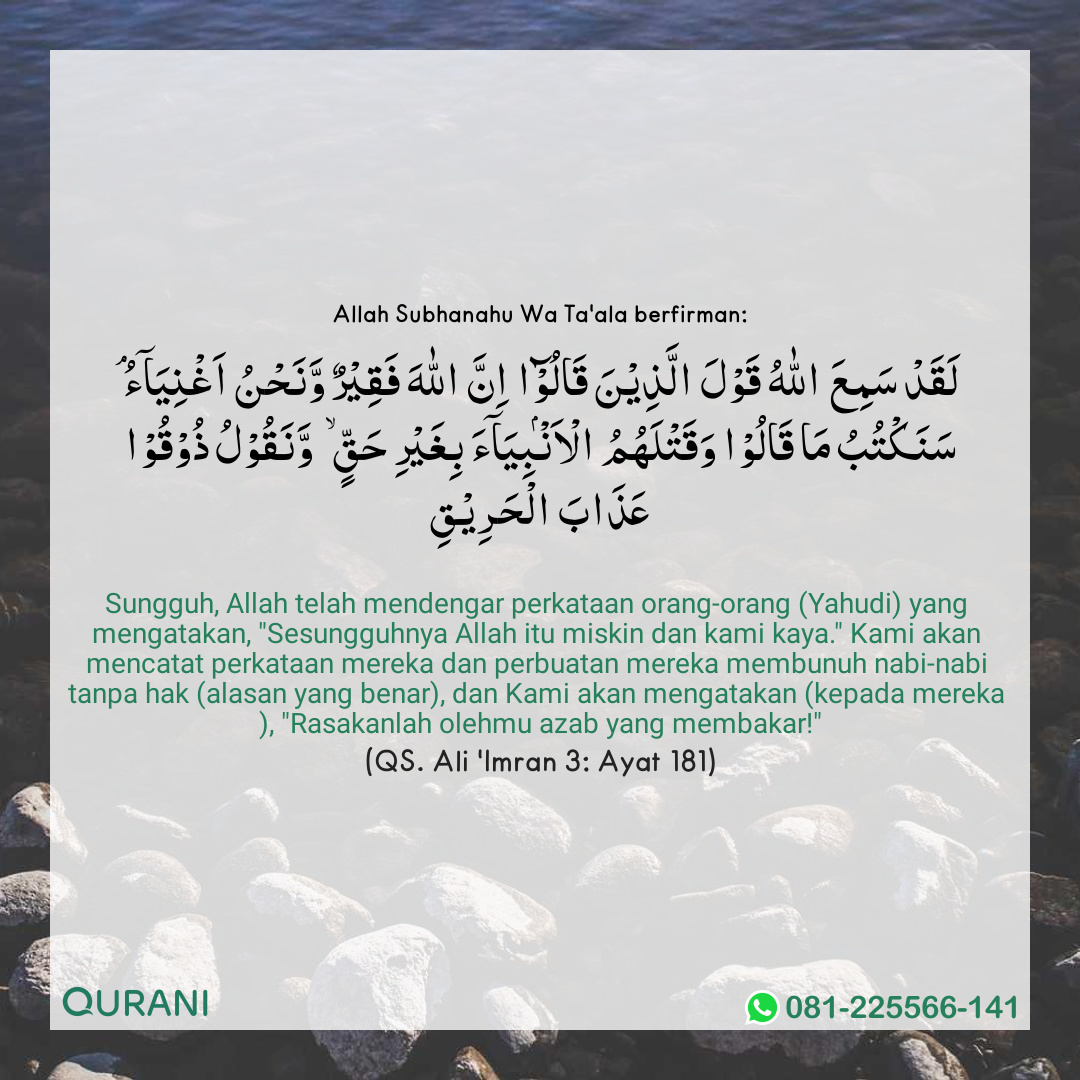 Allah Subhanahu Wa Ta'ala berfirman:
لَقَدْ سَمِعَ اللّٰهُ قَوْلَ الَّذِيْنَ قَالُوْۤا اِنَّ اللّٰهَ فَقِيْرٌ وَّنَحْنُ اَغْنِيَآءُ ۘ
سَنَكْتُبُ مَا قَالُوْا وَقَتْلَهُمُ الْاَنْۢبِيَآءَ بِغَيْرِ حَقٍّ ۙ وَّنَقُوْلُ ذُوْقُوْا
عَذَابَ الْحَرِيْقِ
Sungguh, Allah telah mendengar perkataan orang-orang (Yahudi) yang
mengatakan, "Sesungguhnya Allah itu miskin dan kami kaya." Kami akan
mencatat perkataan mereka dan perbuatan mereka membunuh nabi-nabi
tanpa hak (alasan yang benar), dan Kami akan mengatakan (kepada mereka
), "Rasakanlah olehmu azab yang membakar!"
(QS. Ali 'Imran 3: Ayat 181)
QURANI
081-225566-141